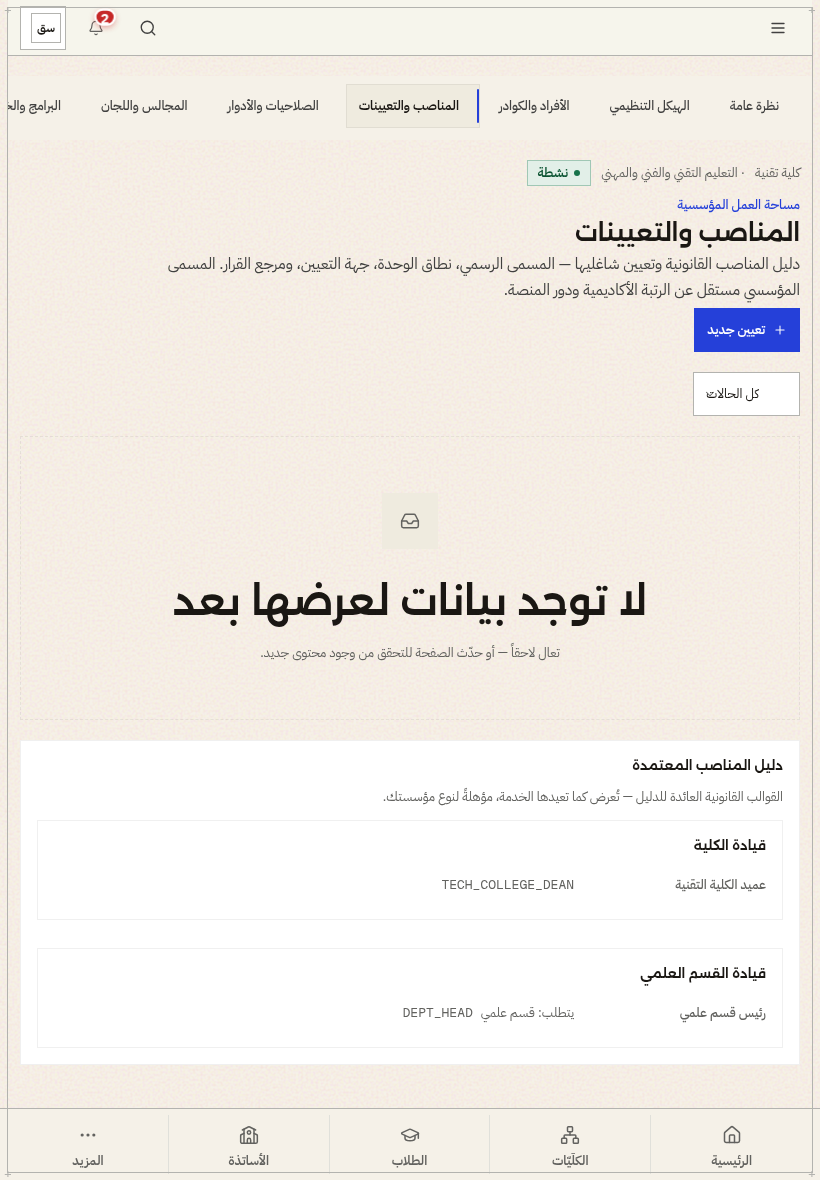 2
سق
نظرة عامة
الهيكل التنظيمي
الأفراد والكوادر
المناصب والتعيينات
الصلاحيات والأدوار
المجالس واللجان
البرامج
كلية تقنية · التعليم التقني والفني والمهني نشطة
مساحة العمل المؤسسية
المناصب والتعيينات
دليل المناصب القانونية وتعيين شاغليها — المسمى الرسمي، نطاق الوحدة، جهة التعيين، ومرجع القرار. المسمى
المؤسسي مستقل عن الرتبة الأكاديمية ودور المنصة.
تعيين جديد
كل الحالات
لا توجد بيانات لعرضها بعد
تعال لاحقاً — أو حدّث الصفحة للتحقق من وجود محتوى جديد.
دليل المناصب المعتمدة
القوالب القانونية العائدة للدليل — تُعرض كما تعيدها الخدمة، مؤهلةً لنوع مؤسستك.
قيادة الكلية
عميد الكلية التقنية TECH_COLLEGE_DEAN
قيادة القسم العلمي
رئيس قسم علمي يتطلب: قسم علمي DEPT_HEAD
الرئيسية
الكليّات
الطلاب
الأساتذة
المزيد